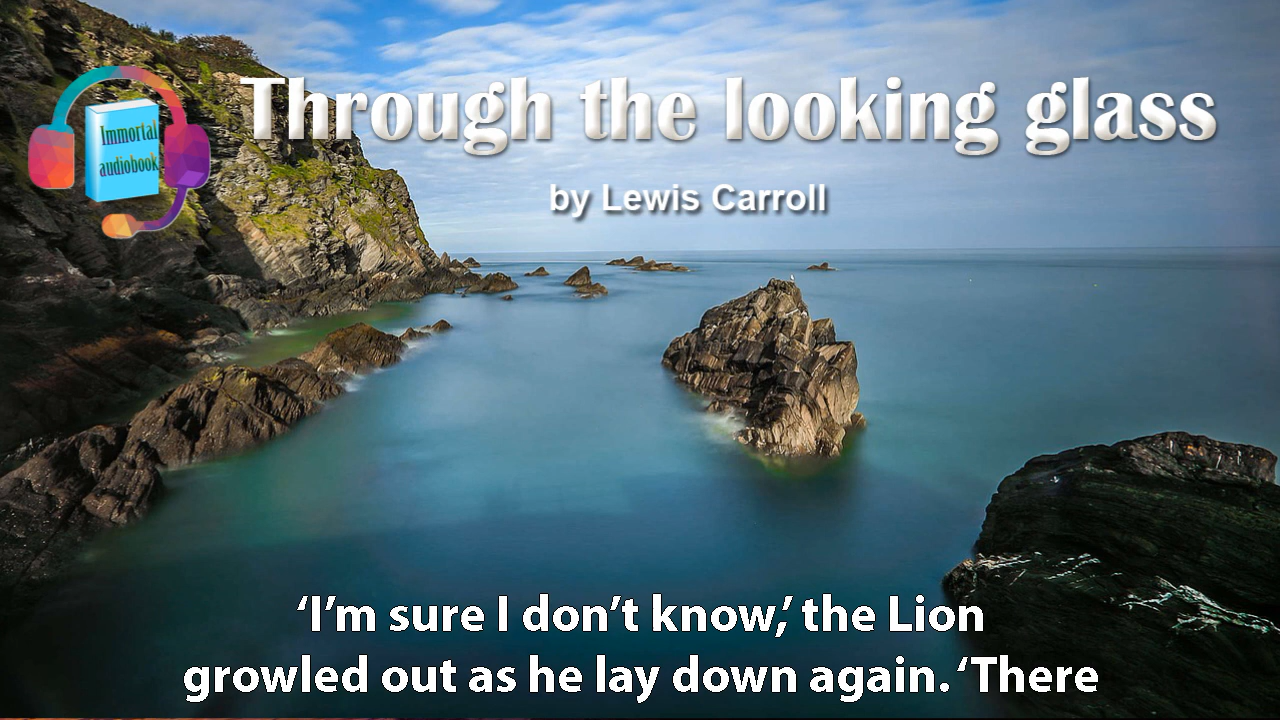 Through the looking glass
Immortal
audiobook
by Lewis Carroll
‘I’m sure I don’t know,’ the Lion
growled out as he lay down again. ‘There